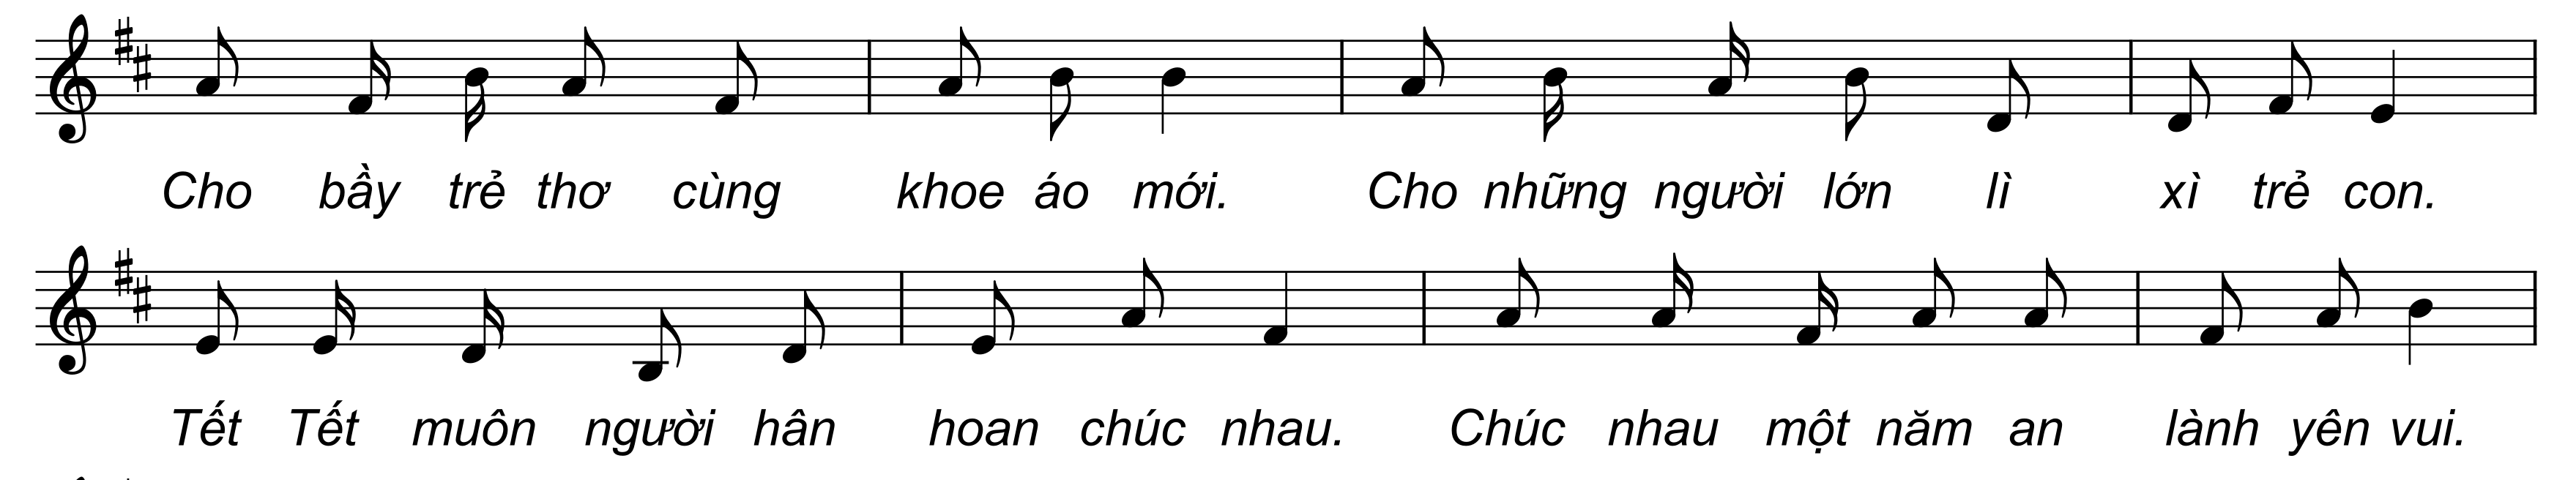 Cho bầy trẻ thơ cùng khoe áo mới. Cho những người lớn lì xì trẻ con.
Tết Tết muôn người hân hoan chúc nhau. Chúc nhau một năm an lành yên vui.